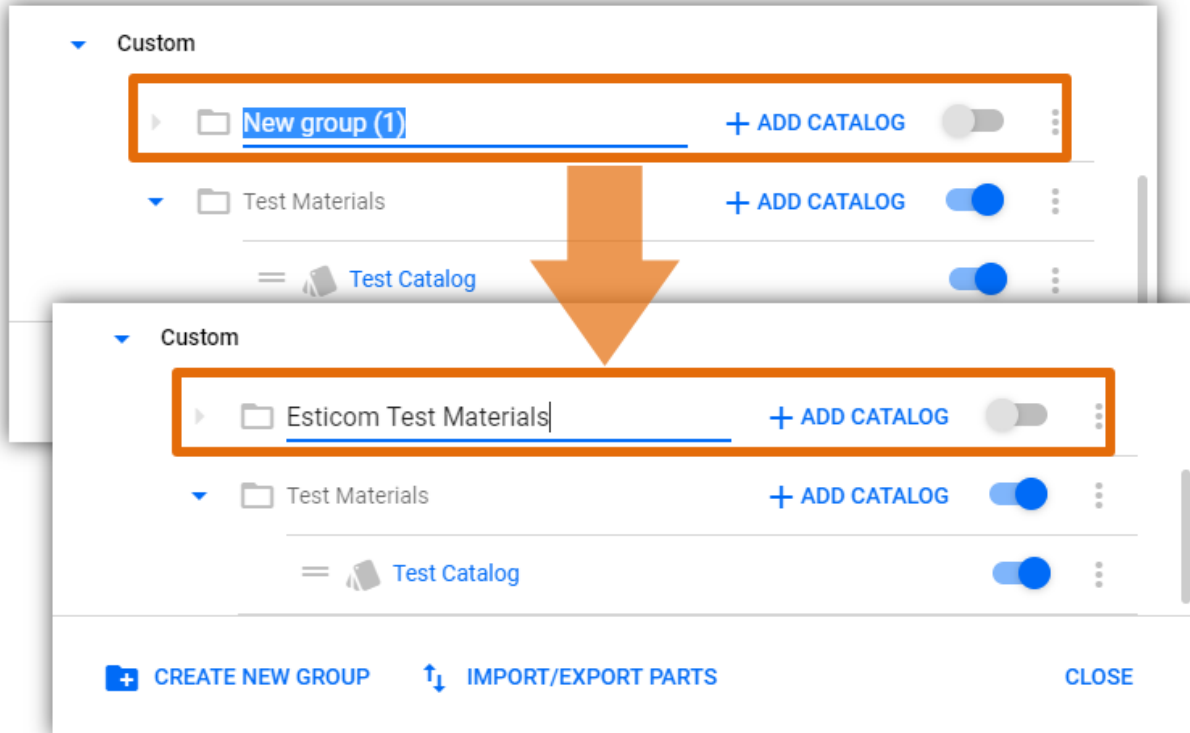 Custom
New group (1) + ADD CATALOG
Test Materials + ADD CATALOG
Test Catalog
Custom
Esticom Test Materials + ADD CATALOG
Test Materials + ADD CATALOG
Test Catalog
CREATE NEW GROUP IMPORT/EXPORT PARTS CLOSE